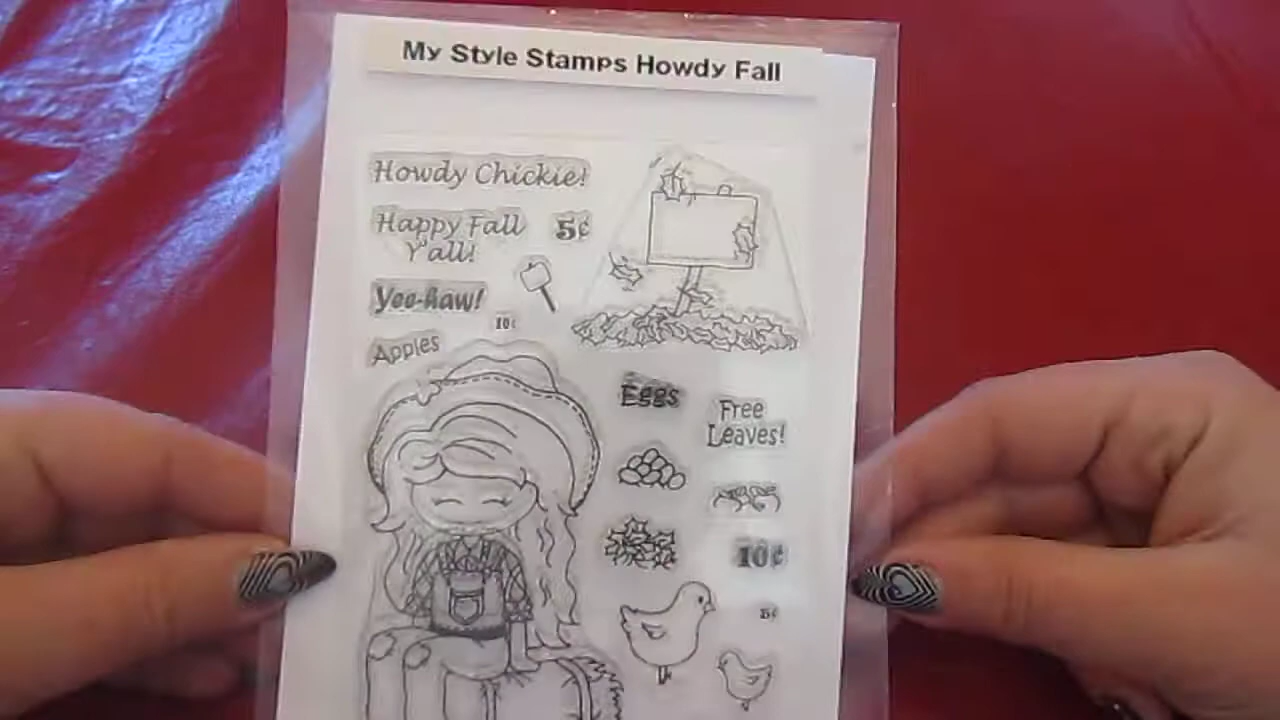 My Style Stamps Howdy Fall
Howdy Chickie!
Happy Fall
Y'all!
5¢
Yee-haw!
10¢
Apples
Eggs
Free
Leaves!
10¢
5¢